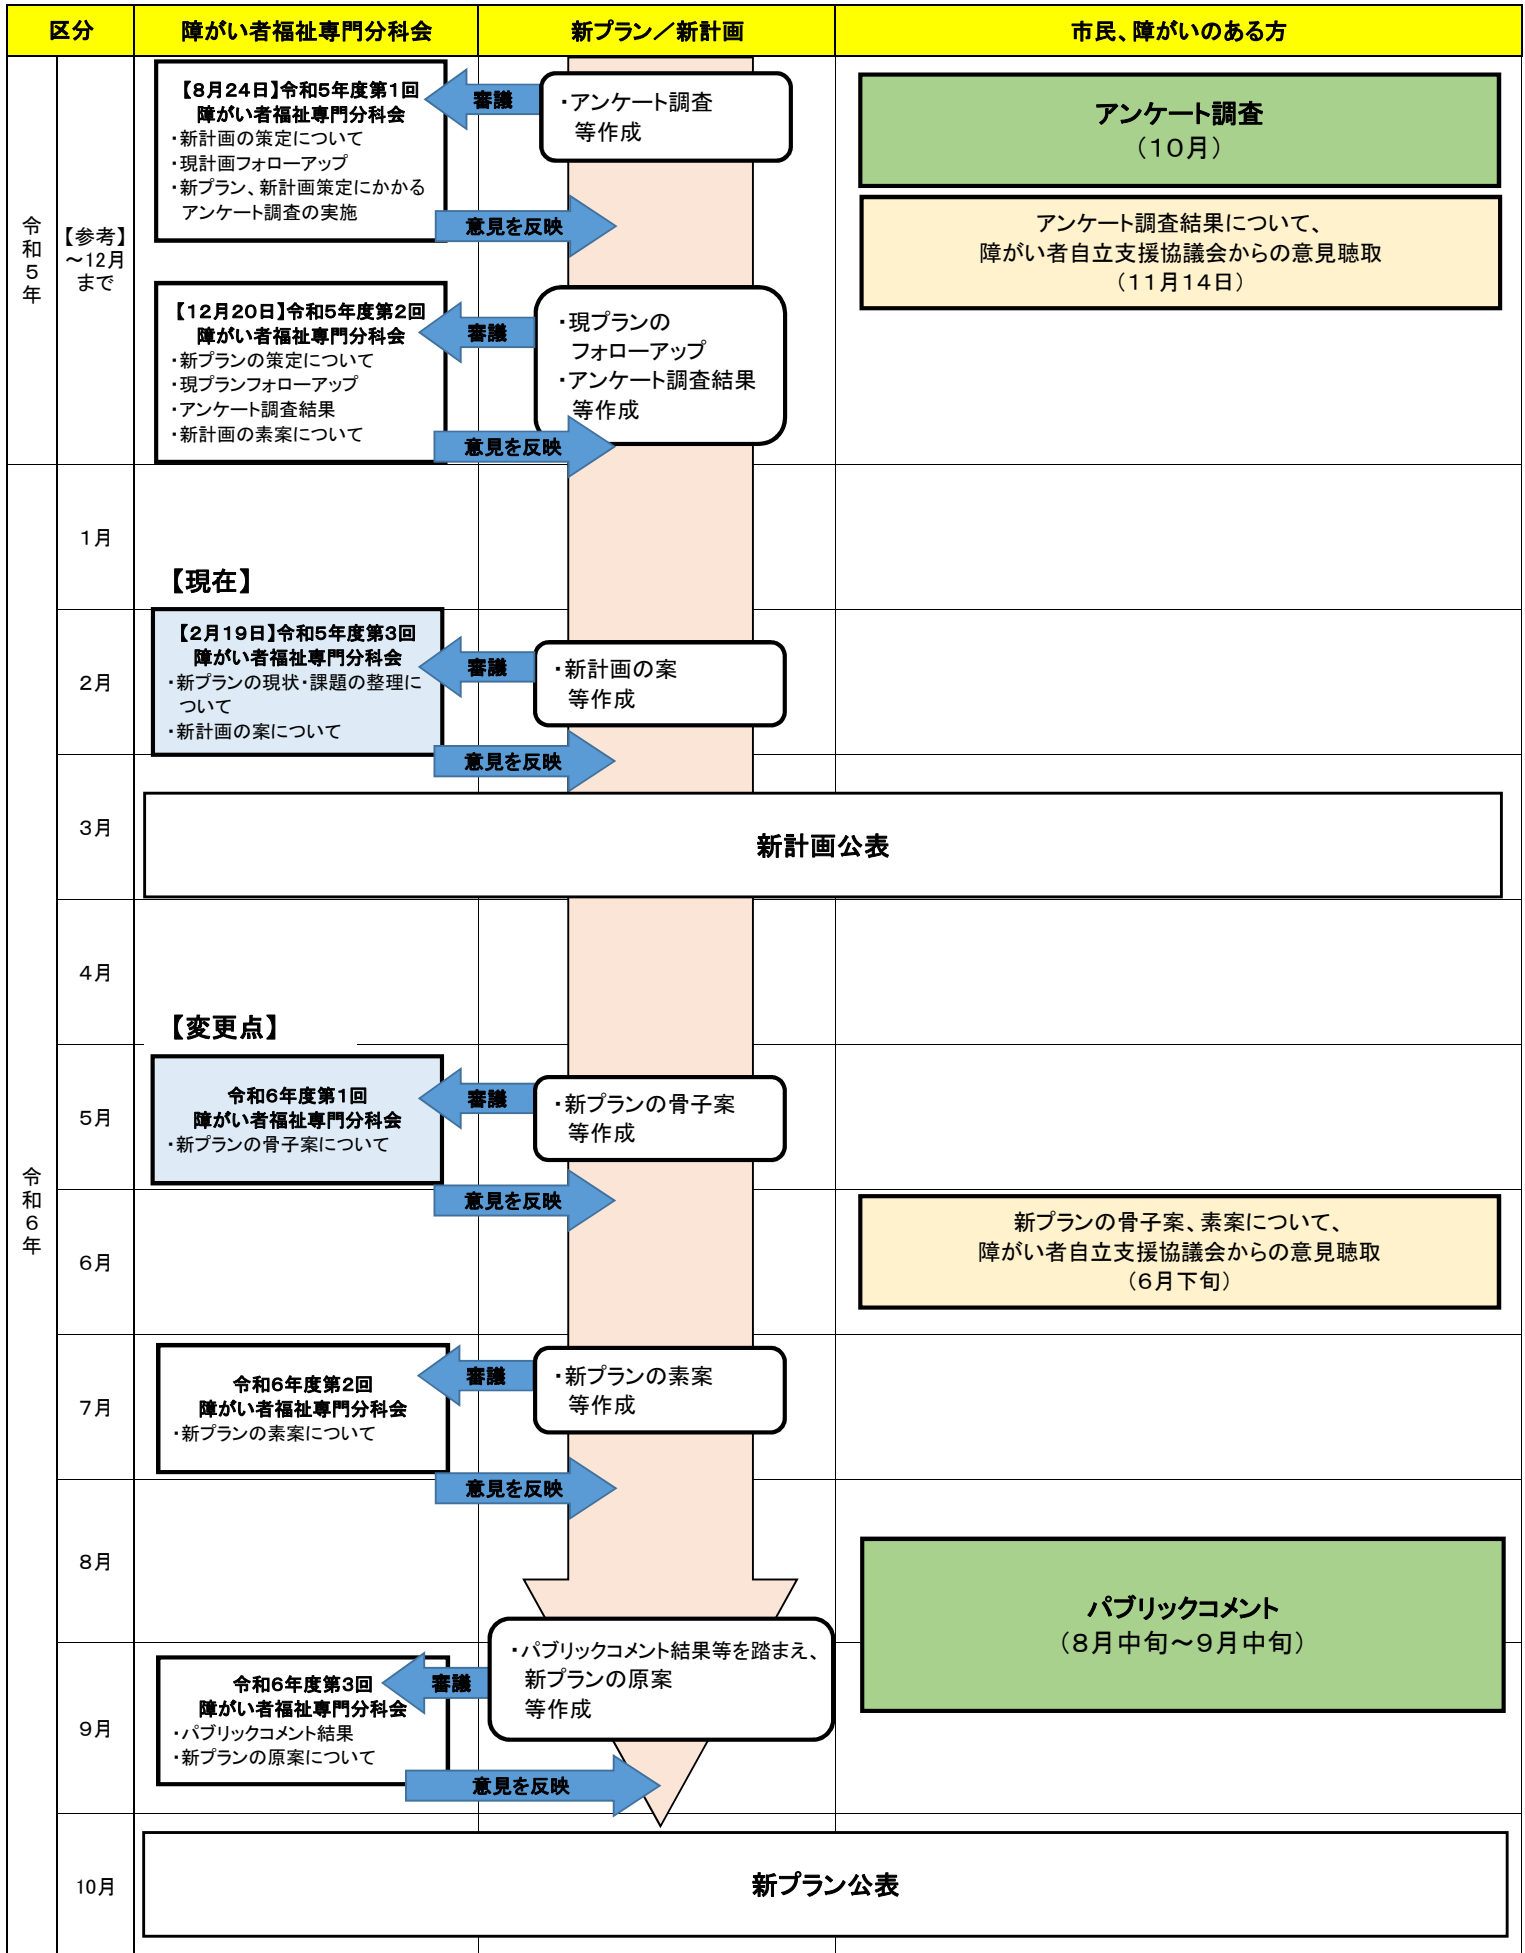 区分
障がい者福祉専門分科会
新プラン／新計画
市民、障がいのある方
令和5年
【参考】
～12月
まで
【8月24日】令和5年度第1回
障がい者福祉専門分科会
・新計画の策定について
・現計画フォローアップ
・新プラン、新計画策定にかかる
アンケート調査の実施
審議
・アンケート調査
等作成
意見を反映
アンケート調査
（10月）
アンケート調査結果について、
障がい者自立支援協議会からの意見聴取
（11月14日）
【12月20日】令和5年度第2回
障がい者福祉専門分科会
・新プランの策定について
・現プランフォローアップ
・アンケート調査結果
・新計画の素案について
審議
・現プランの
フォローアップ
・アンケート調査結果
等作成
意見を反映
令和6年
1月
【現在】
2月
【2月19日】令和5年度第3回
障がい者福祉専門分科会
・新プランの現状・課題の整理に
ついて
・新計画の案について
審議
・新計画の案
等作成
意見を反映
3月
新計画公表
4月
【変更点】
5月
令和6年度第1回
障がい者福祉専門分科会
・新プランの骨子案について
審議
・新プランの骨子案
等作成
意見を反映
6月
新プランの骨子案、素案について、
障がい者自立支援協議会からの意見聴取
（6月下旬）
7月
令和6年度第2回
障がい者福祉専門分科会
・新プランの素案について
審議
・新プランの素案
等作成
意見を反映
8月
パブリックコメント
（8月中旬～9月中旬）
9月
令和6年度第3回
障がい者福祉専門分科会
・パブリックコメント結果
・新プランの原案について
審議
・パブリックコメント結果等を踏まえ、
新プランの原案
等作成
意見を反映
10月
新プラン公表